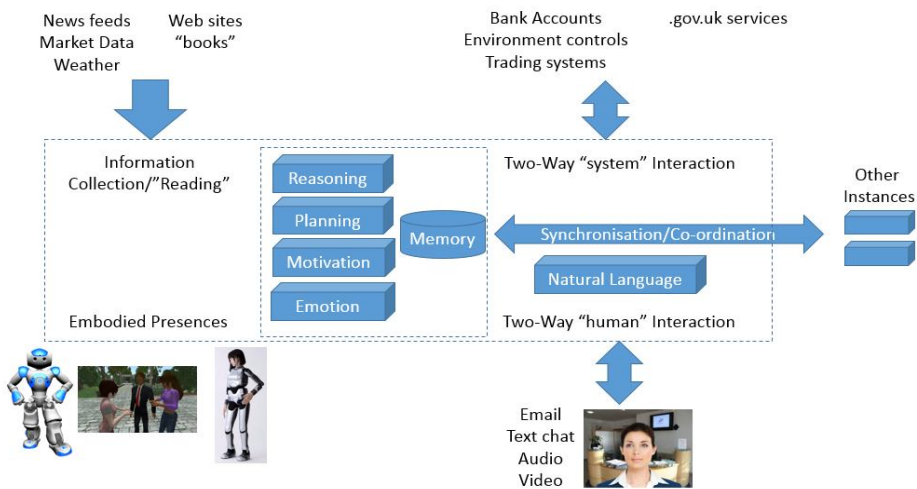 News feeds
Market Data
Weather
Web sites
“books”
Bank Accounts
Environment controls
Trading systems
.gov.uk services
Information
Collection/”Reading”
Reasoning
Planning
Motivation
Emotion
Memory
Two-Way “system” Interaction
Synchronisation/Co-ordination
Natural Language
Other
Instances
Embodied Presences
Two-Way “human” Interaction
Email
Text chat
Audio
Video